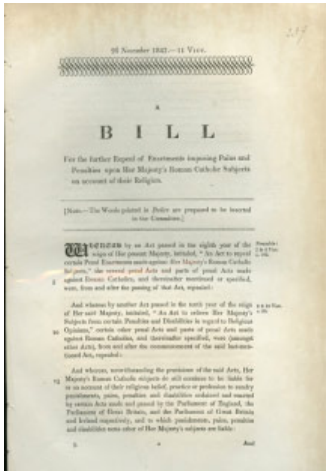 26 November 1847.—11 VICT.
A
BILL
For the further Repeal of Enactments imposing Pains and
Penalties upon Her Majesty's Roman Catholic Subjects
on account of their Religion.
[NOTE.—The Words printed in Italics are proposed to be inserted
in the Committee.]
WHEREAS by an Act passed in the eighth year of the
reign of Her present Majesty, intituled, "An Act to repeal
certain Penal Enactments made against Her Majesty's Roman Catholic
Subjects," the several penal Acts and parts of penal Acts made
against Roman Catholics, and thereinafter mentioned or specified,
were, from and after the passing of that Act, repealed:
And whereas by another Act passed in the tenth year of the reign
of Her said Majesty, intituled, "An Act to relieve Her Majesty's
Subjects from certain Penalties and Disabilities in regard to Religious
Opinions," certain other penal Acts and parts of penal Acts made
against Roman Catholics, and thereinafter specified, were (amongst
other Acts), from and after the commencement of the said last-men-
tioned Act, repealed:
And whereas, notwithstanding the provisions of the said Acts, Her
Majesty's Roman Catholic subjects do still continue to be liable for
or on account of their religious belief, practice or profession to sundry
punishments, pains, penalties and disabilities ordained and enacted
by certain Acts made and passed by the Parliament of England, the
Parliament of Great Britain, and the Parliament of Great Britain
and Ireland respectively, and to which punishments, pains, penalties
and disabilities none other of Her Majesty's subjects are liable:
And